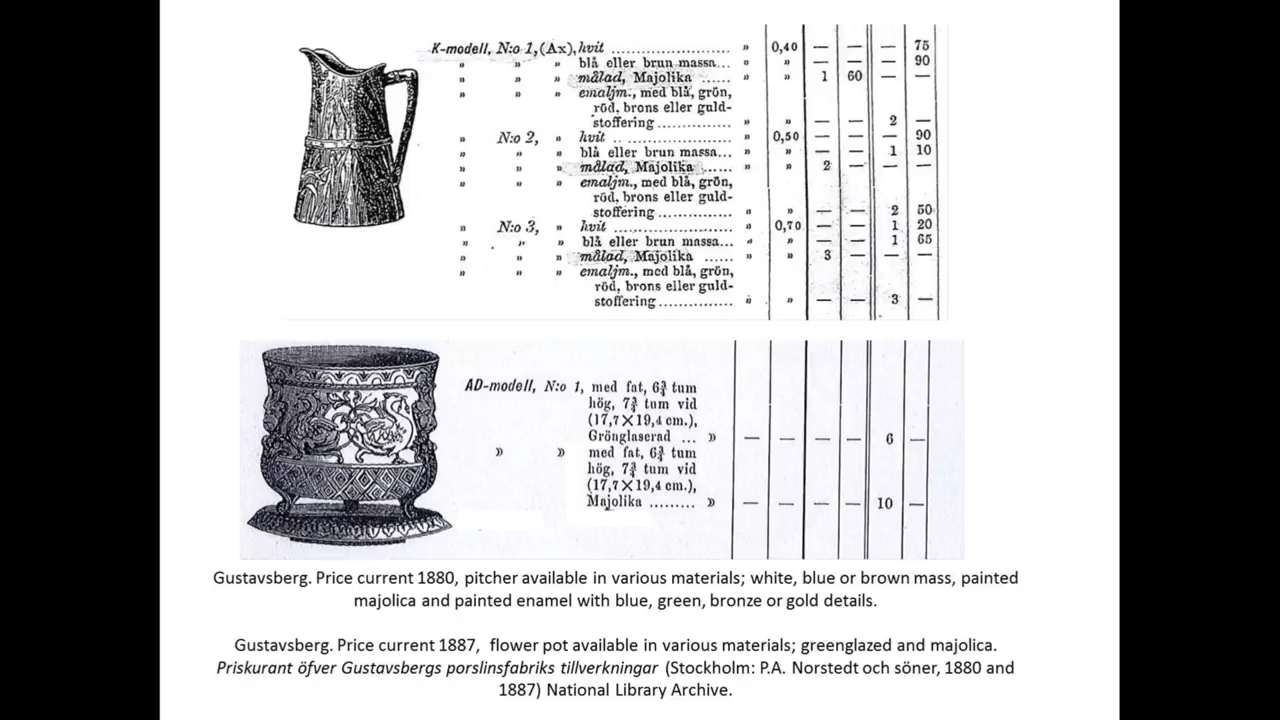 K-modell, N:o 1, (Ax), hvit ........................ » 0,40 — — — 75
» » » blå eller brun massa... » » — — — 90
» » » målad, Majolika ...... » » 1 60 — —
» » » emaljm., med blå, grön,
röd, brons eller guld-
stoffering ............... » » — — 2 —
» N:o 2, » hvit .. ..................... » 0,50 — — — 90
» » » blå eller brun massa... » » — — 1 10
» » » målad, Majolika ...... » » 2 — — —
» » » emaljm., med blå, grön,
röd, brons eller guld-
stoffering ............... » » — — 2 50
» N:o 3, » hvit ........................ » 0,70 — — 1 20
» » » blå eller brun massa... » » — — 1 65
» » » målad, Majolika ...... » » 3 — — —
» » » emaljm., med blå, grön,
röd, brons eller guld-
stoffering ............... » » — — 3 —
AD-modell, N:o 1, med fat, 6¾ tum
hög, 7¾ tum vid
(17,7×19,4 cm.),
Grönglaserad ... » — — — — 6 —
» » med fat, 6¾ tum
hög, 7¾ tum vid
(17,7×19,4 cm.),
Majolika ......... » — — — — 10 —
Gustavsberg. Price current 1880, pitcher available in various materials; white, blue or brown mass, painted
majolica and painted enamel with blue, green, bronze or gold details.
Gustavsberg. Price current 1887, flower pot available in various materials; greenglazed and majolica.
Priskurant öfver Gustavsbergs porslinsfabriks tillverkningar (Stockholm: P.A. Norstedt och söner, 1880 and
1887) National Library Archive.